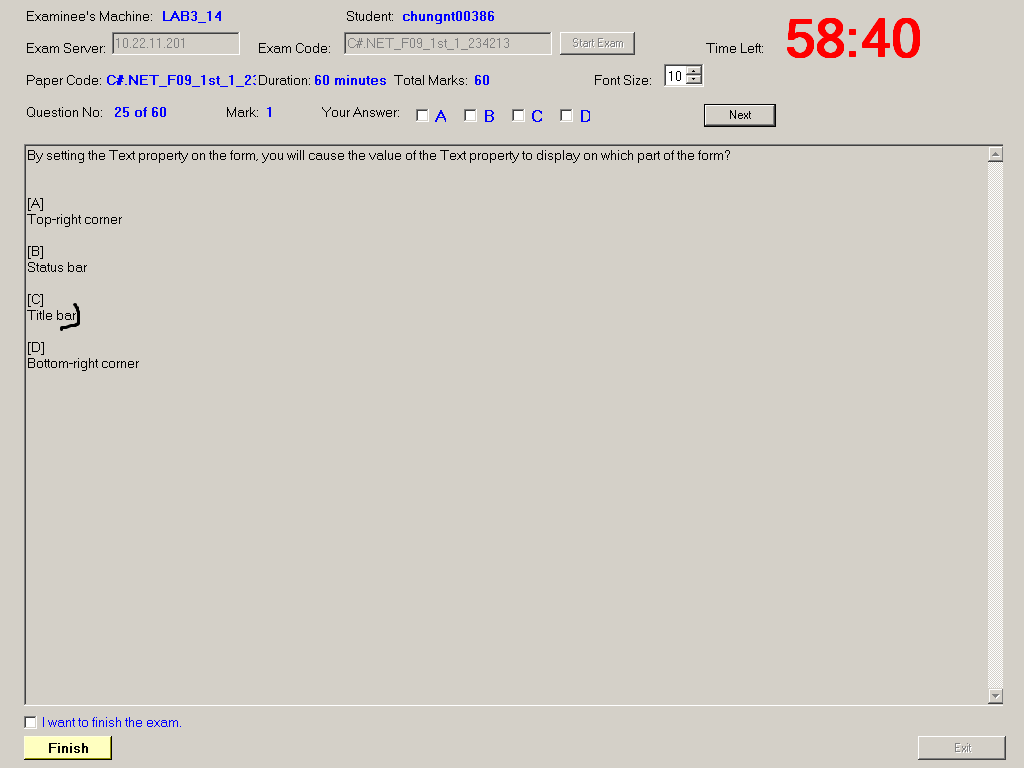 Examinee's Machine: LAB3_14 Student: chungnt00386
Exam Server: 10.22.11.201 Exam Code: C#.NET_F09_1st_1_234213 Start Exam Time Left: 58:40
Paper Code: C#.NET_F09_1st_1_23 Duration: 60 minutes Total Marks: 60 Font Size: 10
Question No: 25 of 60 Mark: 1 Your Answer: A B C D Next
By setting the Text property on the form, you will cause the value of the Text property to display on which part of the form?
[A]
Top-right corner
[B]
Status bar
[C]
Title bar
[D]
Bottom-right corner
I want to finish the exam.
Finish Exit